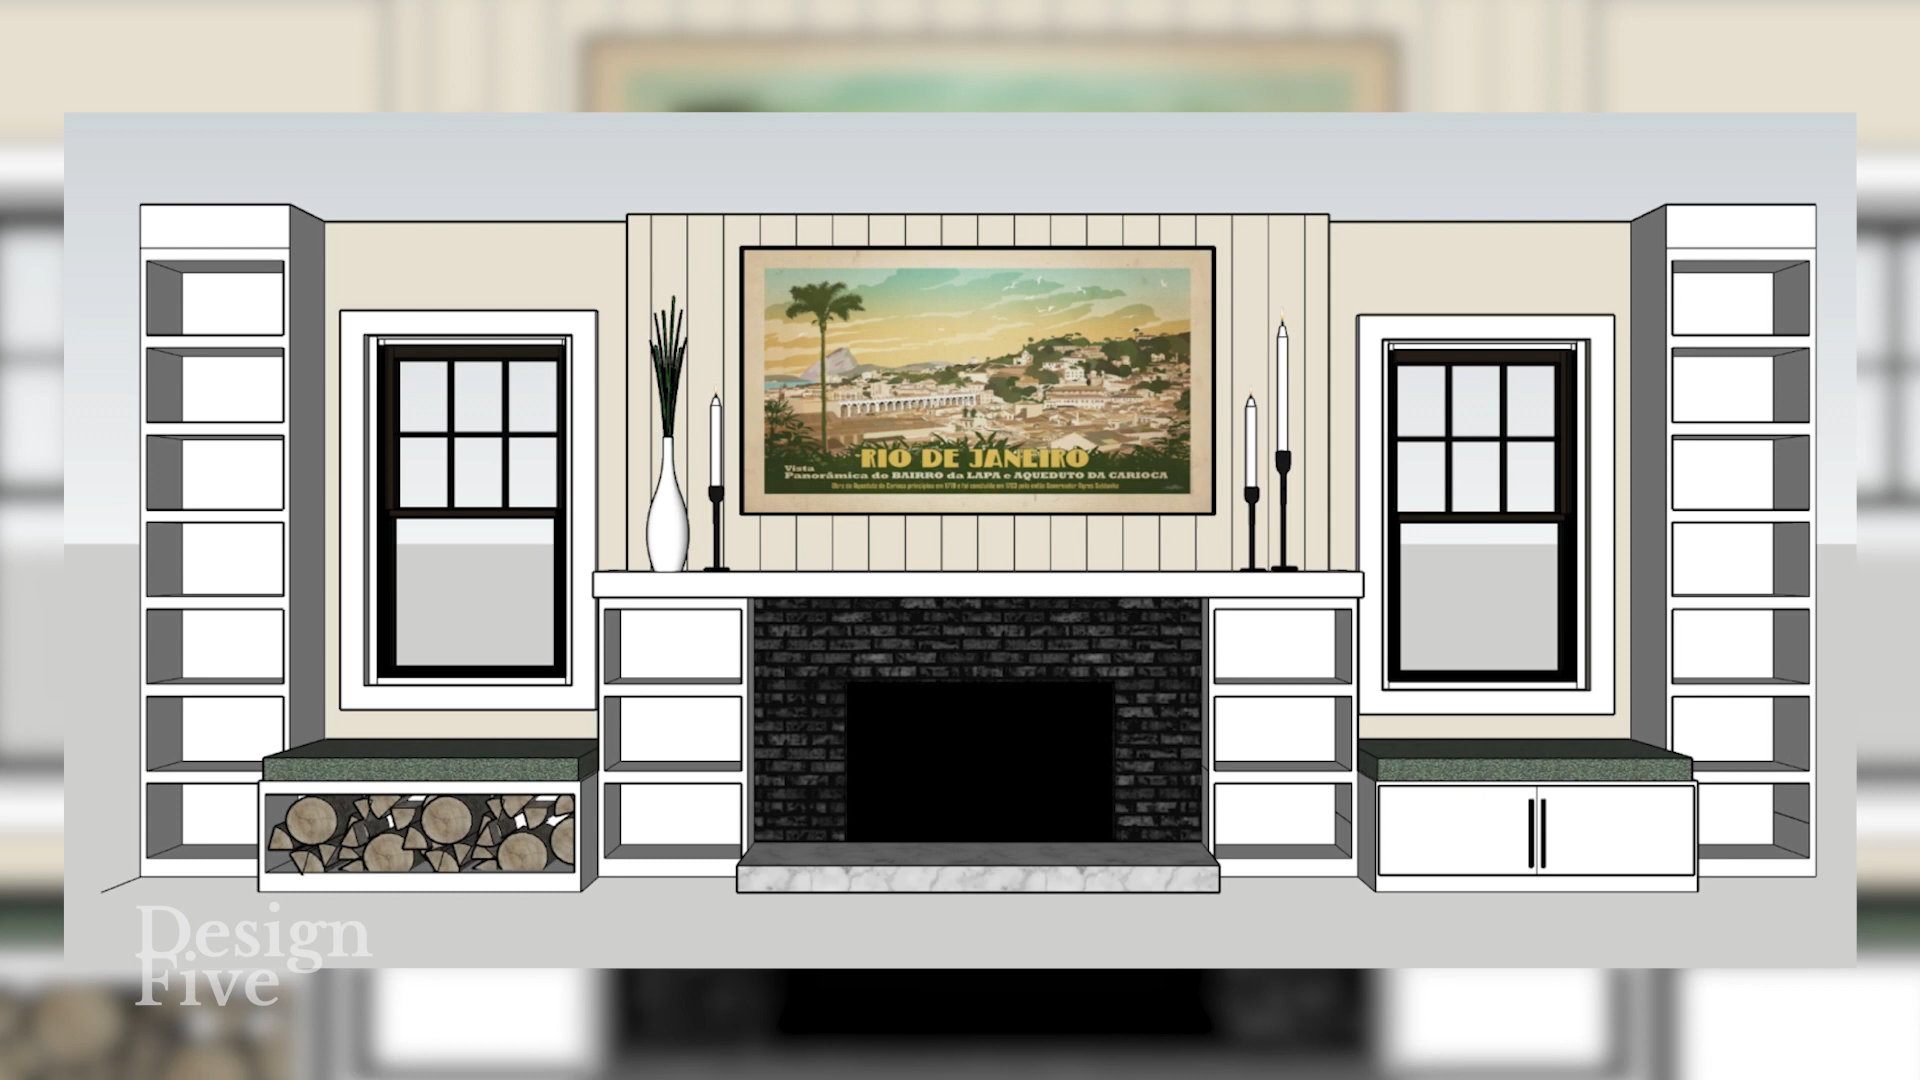 RIO DE JANEIRO
Vista
Panorâmica do BAIRRO da LAPA e AQUEDUTO DA CARIOCA
Design
Five